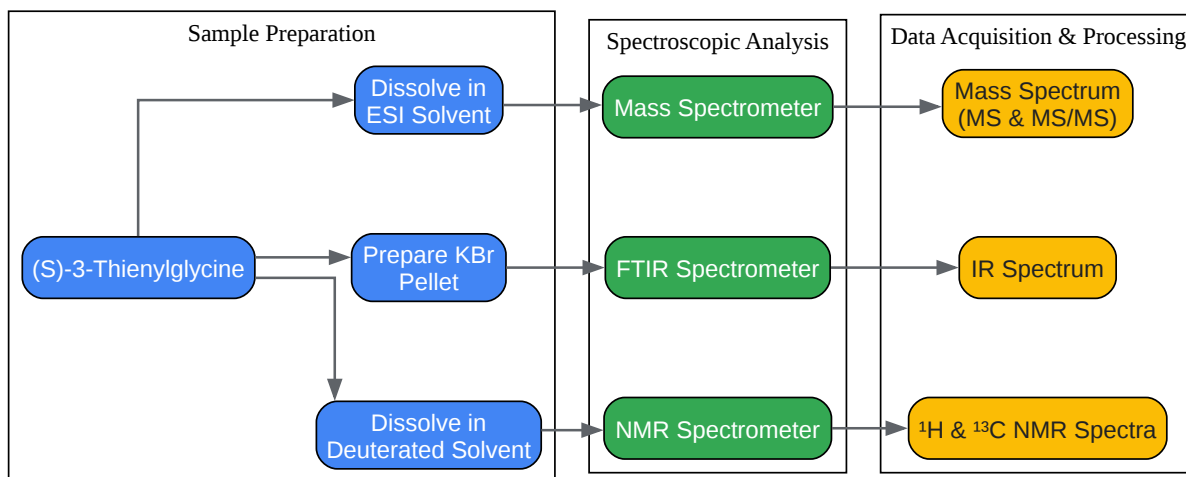 Sample Preparation
Spectroscopic Analysis
Data Acquisition & Processing
Dissolve in
ESI Solvent
Mass Spectrometer
Mass Spectrum
(MS & MS/MS)
(S)-3-Thienylglycine
Prepare KBr
Pellet
FTIR Spectrometer
IR Spectrum
Dissolve in
Deuterated Solvent
NMR Spectrometer
¹H & ¹³C NMR Spectra